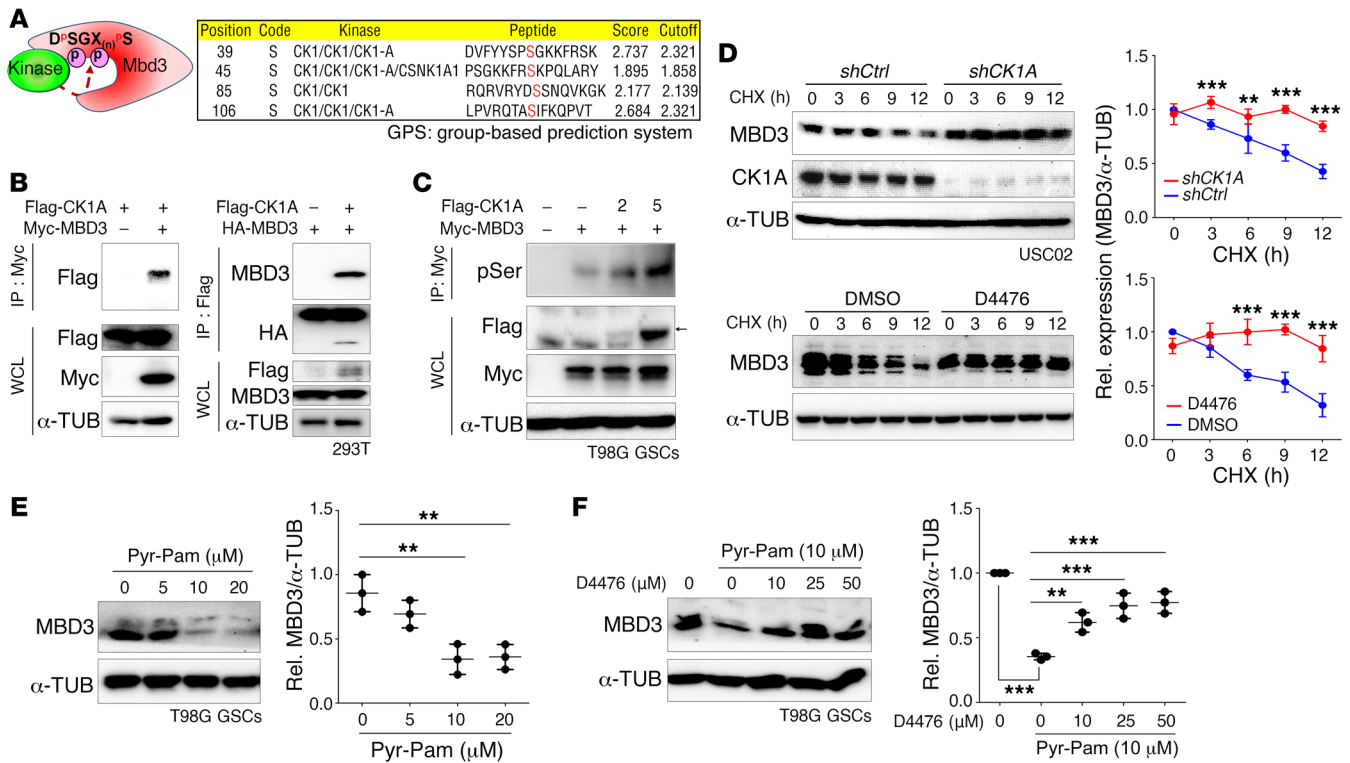 A
DPSGX(n)PS
p p
Kinase
Mbd3
Position Code Kinase Peptide Score Cutoff
39 S CK1/CK1/CK1-A DVFYYSPSGKKFRSK 2.737 2.321
45 S CK1/CK1/CK1-A/CSNK1A1 PSGKKFRSKPQLARY 1.895 1.858
85 S CK1/CK1 RQRVRYDSSNQVKGK 2.177 2.139
106 S CK1/CK1/CK1-A LPVRQTASIFKQPVT 2.684 2.321
GPS: group-based prediction system
B
Flag-CK1A + +
Myc-MBD3 − +
IP : Myc
Flag
WCL
Flag
Myc
α-TUB
Flag-CK1A − +
HA-MBD3 + +
IP : Flag
MBD3
HA
WCL
Flag
MBD3
α-TUB
293T
C
Flag-CK1A − − 2 5
Myc-MBD3 − + + +
IP: Myc
pSer
WCL
Flag
←
Myc
α-TUB
T98G GSCs
D
shCtrl shCK1A
CHX (h) 0 3 6 9 12 0 3 6 9 12
MBD3
CK1A
α-TUB
USC02
DMSO D4476
CHX (h) 0 3 6 9 12 0 3 6 9 12
MBD3
α-TUB
Rel. expression (MBD3/α-TUB)
1.5
1.0
0.5
1.0
*** ** *** ***
shCK1A
shCtrl
0 3 6 9 12
CHX (h)
1.5
1.0
0.5
1.0
*** *** ***
D4476
DMSO
0 3 6 9 12
CHX (h)
E
Pyr-Pam (μM)
0 5 10 20
MBD3
α-TUB
T98G GSCs
Rel. MBD3/α-TUB
1.5
1.0
0.5
0.0
**
**
0 5 10 20
Pyr-Pam (μM)
F
Pyr-Pam (10 μM)
D4476 (μM) 0 0 10 25 50
MBD3
α-TUB
T98G GSCs
Rel. MBD3/α-TUB
1.5
1.0
0.5
0.0
***
***
**
***
D4476 (μM) 0 0 10 25 50
Pyr-Pam (10 μM)